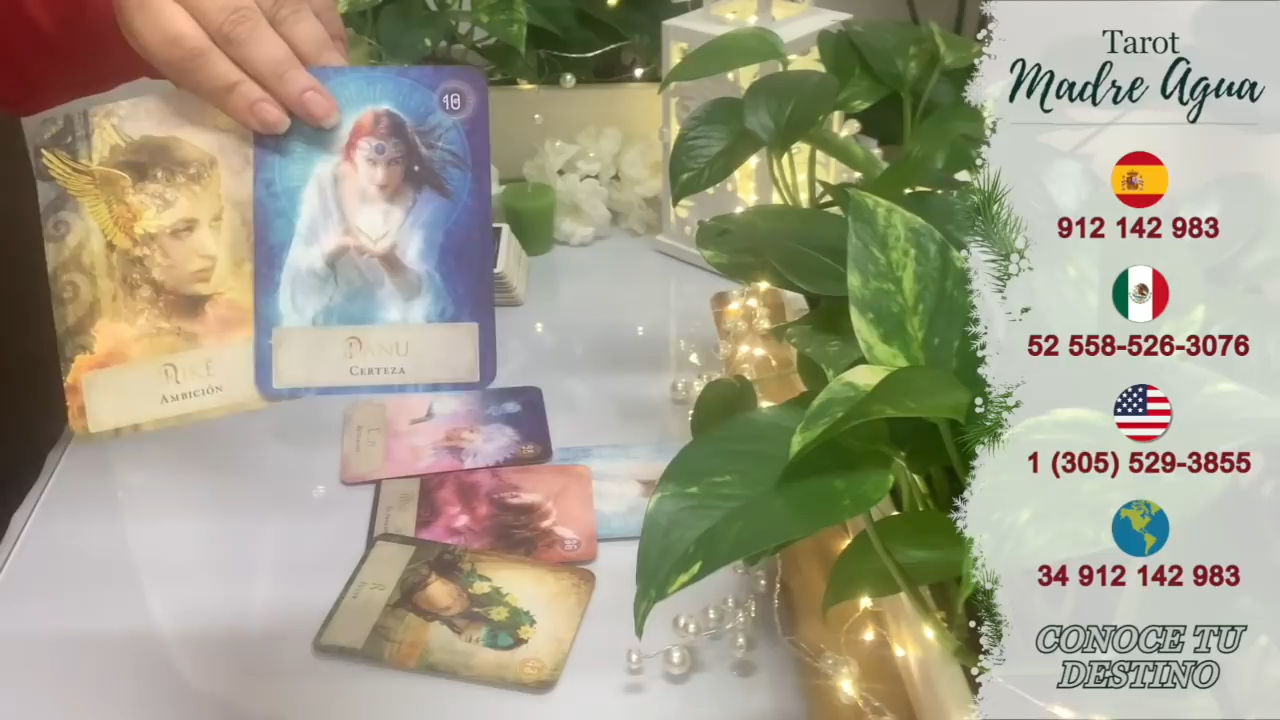 10
NIKE
AMBICIÓN
DANU
CERTEZA
Tarot
Madre Agua
912 142 983
52 558-526-3076
1 (305) 529-3855
34 912 142 983
CONOCE TU
DESTINO